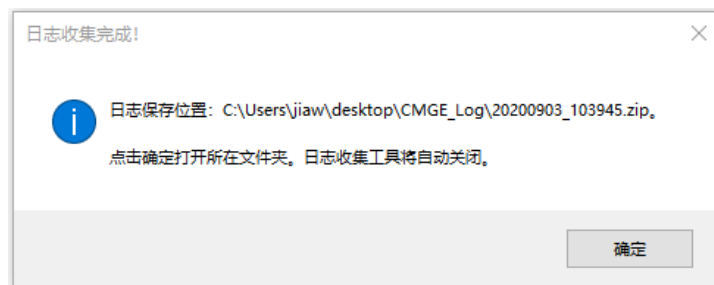 日志收集完成!
日志保存位置：C:\Users\jiaw\desktop\CMGE_Log\20200903_103945.zip。
点击确定打开所在文件夹。日志收集工具将自动关闭。
确定